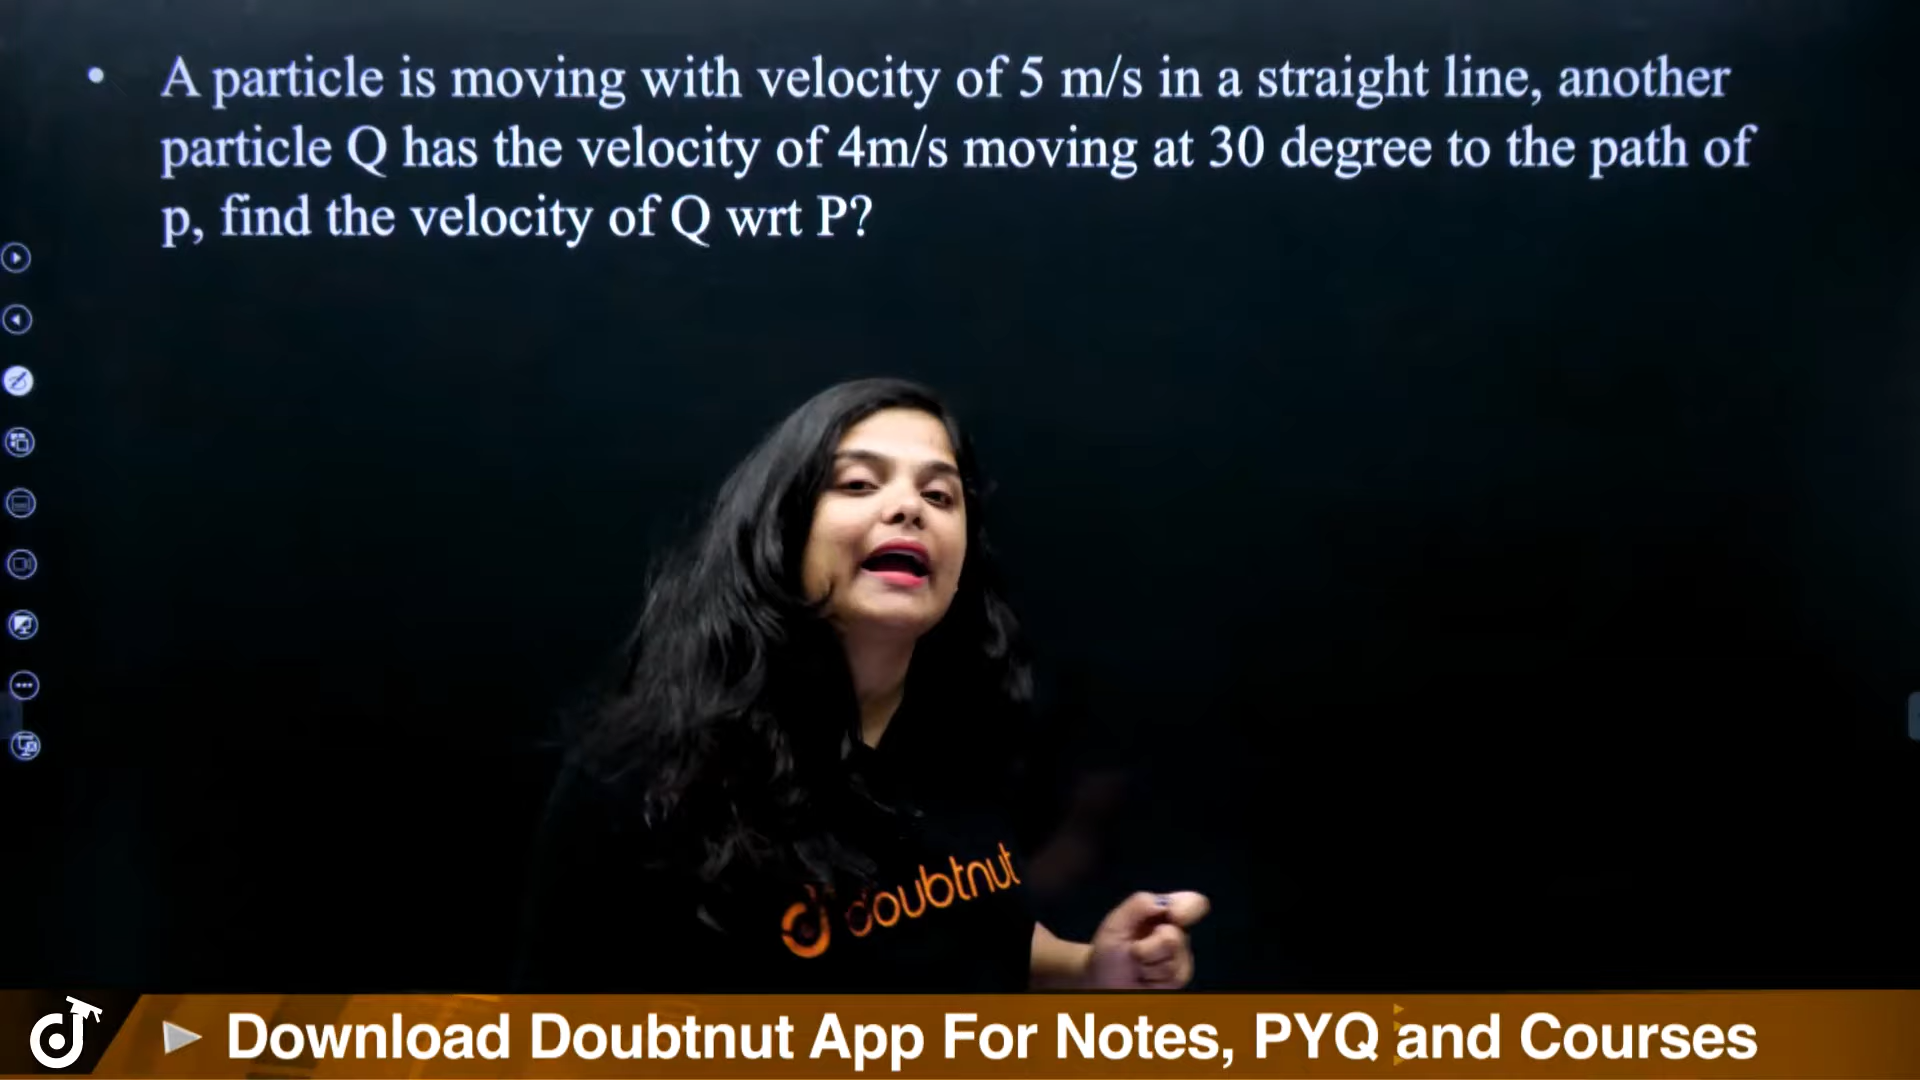 • A particle is moving with velocity of 5 m/s in a straight line, another
particle Q has the velocity of 4m/s moving at 30 degree to the path of
p, find the velocity of Q wrt P?
doubtnut
Download Doubtnut App For Notes, PYQ and Courses